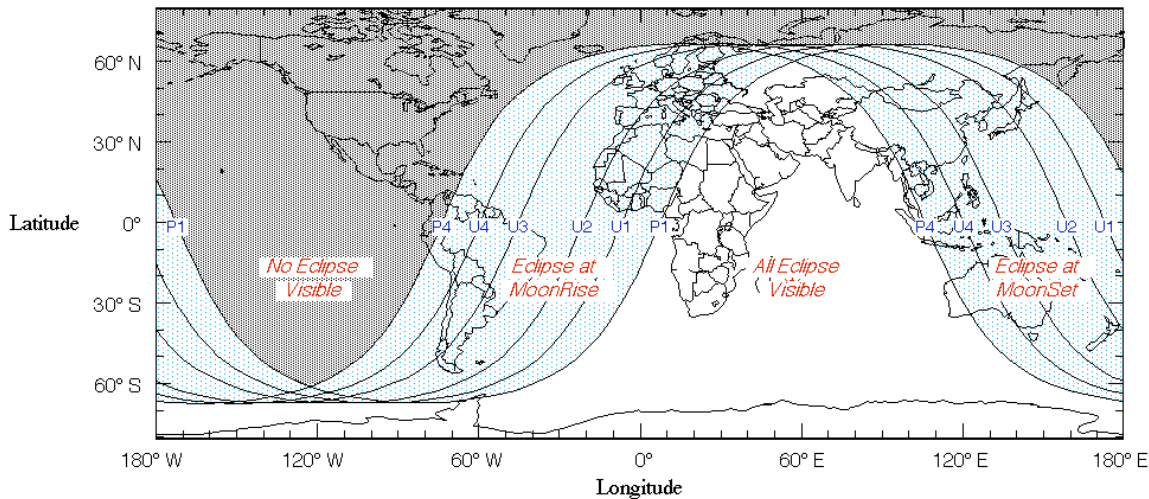 60° N
30° N
Latitude
0°
P1
P4
U4
U3
U2
U1
P1
P4
U4
U3
U2
U1
No Eclipse
Visible
Eclipse at
MoonRise
All Eclipse
Visible
Eclipse at
MoonSet
30° S
60° S
180° W
120° W
60° W
0°
60° E
120° E
180° E
Longitude